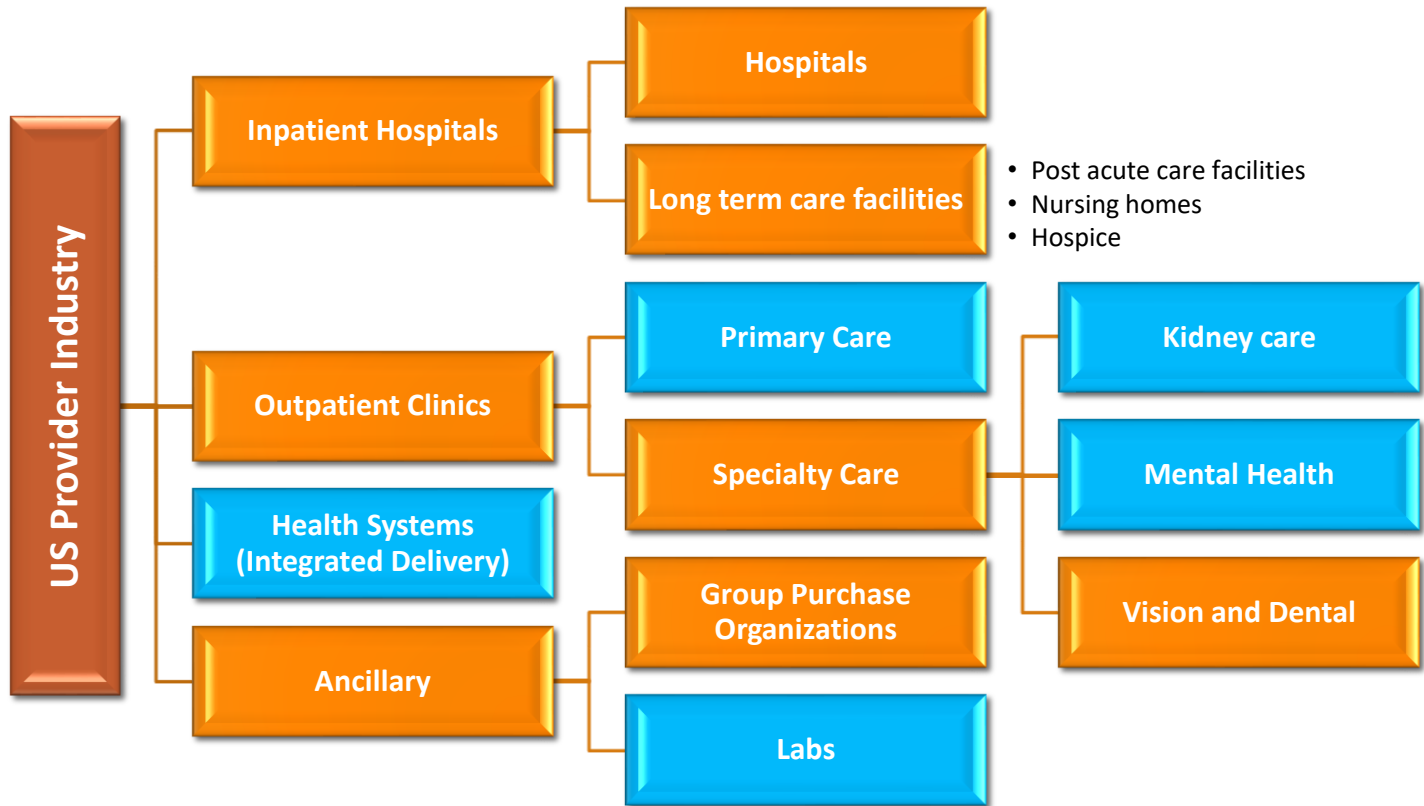 US Provider Industry
Inpatient Hospitals
Hospitals
Long term care facilities
• Post acute care facilities
• Nursing homes
• Hospice
Outpatient Clinics
Primary Care
Specialty Care
Kidney care
Mental Health
Vision and Dental
Health Systems
(Integrated Delivery)
Ancillary
Group Purchase
Organizations
Labs